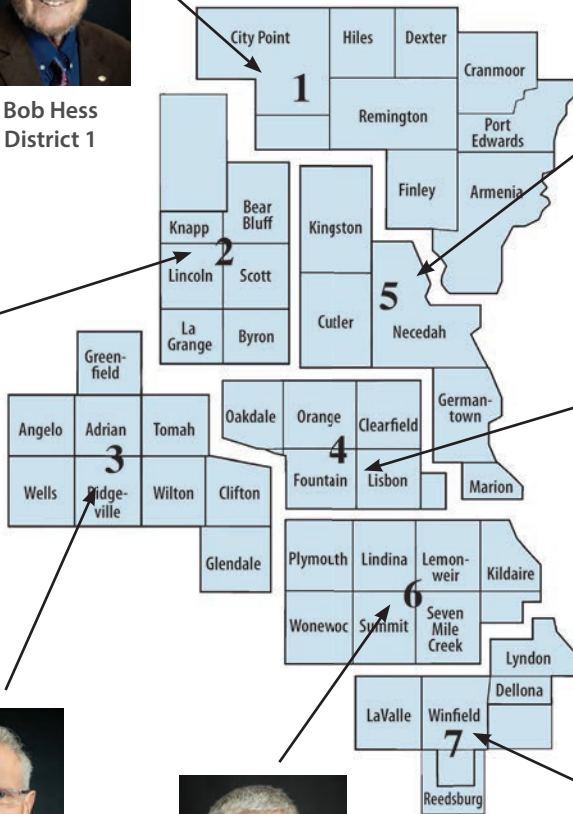 Bob Hess
District 1
City Point
Hiles
Dexter
Cranmoor
1
Remington
Port
Edwards
Finley
Armenia
Knapp
Bear
Bluff
2
Lincoln
Scott
La
Grange
Byron
Kingston
5
Cutler
Necedah
German-
town
Marion
Green-
field
Angelo
Adrian
Tomah
3
Wells
Ridge-
ville
Wilton
Clifton
Glendale
Oakdale
Orange
Clearfield
4
Fountain
Lisbon
Plymouth
Lindina
Lemon-
weir
Kildaire
6
Wonewoc
Summit
Seven
Mile
Creek
Lyndon
Dellona
LaValle
Winfield
7
Reedsburg